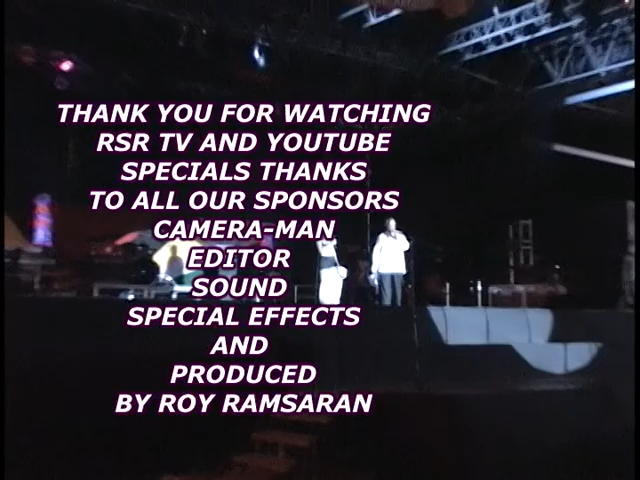 THANK YOU FOR WATCHING
RSR TV AND YOUTUBE
SPECIALS THANKS
TO ALL OUR SPONSORS
CAMERA-MAN
EDITOR
SOUND
SPECIAL EFFECTS
AND
PRODUCED
BY ROY RAMSARAN